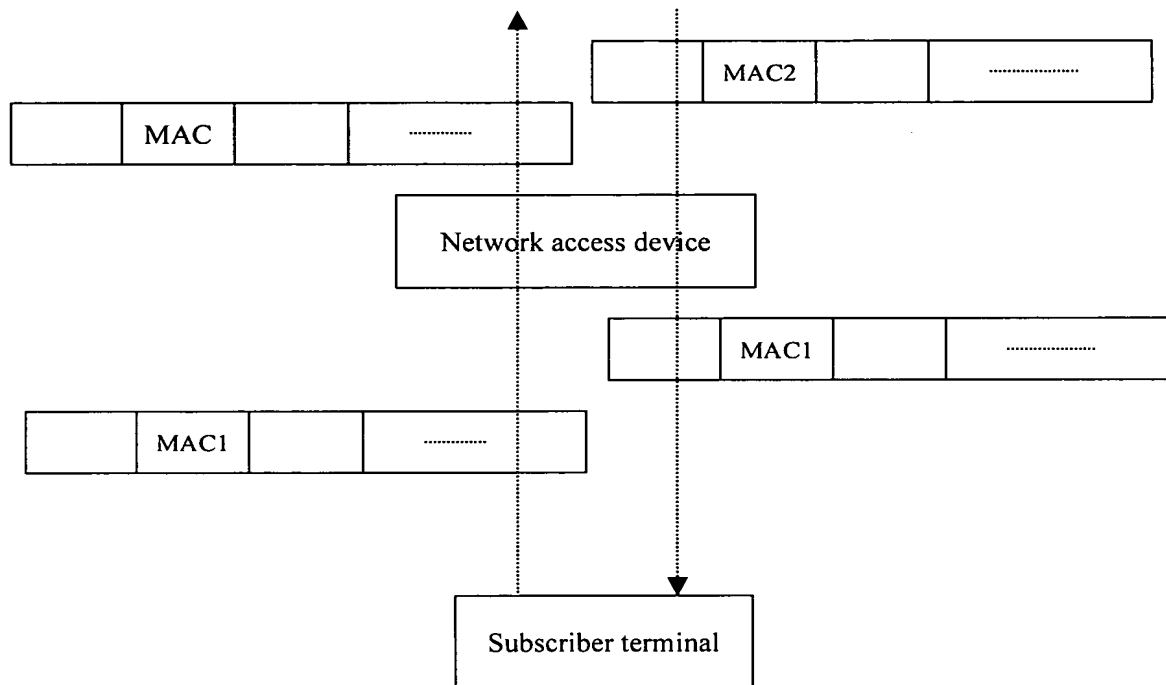 MAC2
MAC
Network access device
MAC1
MAC1
Subscriber terminal